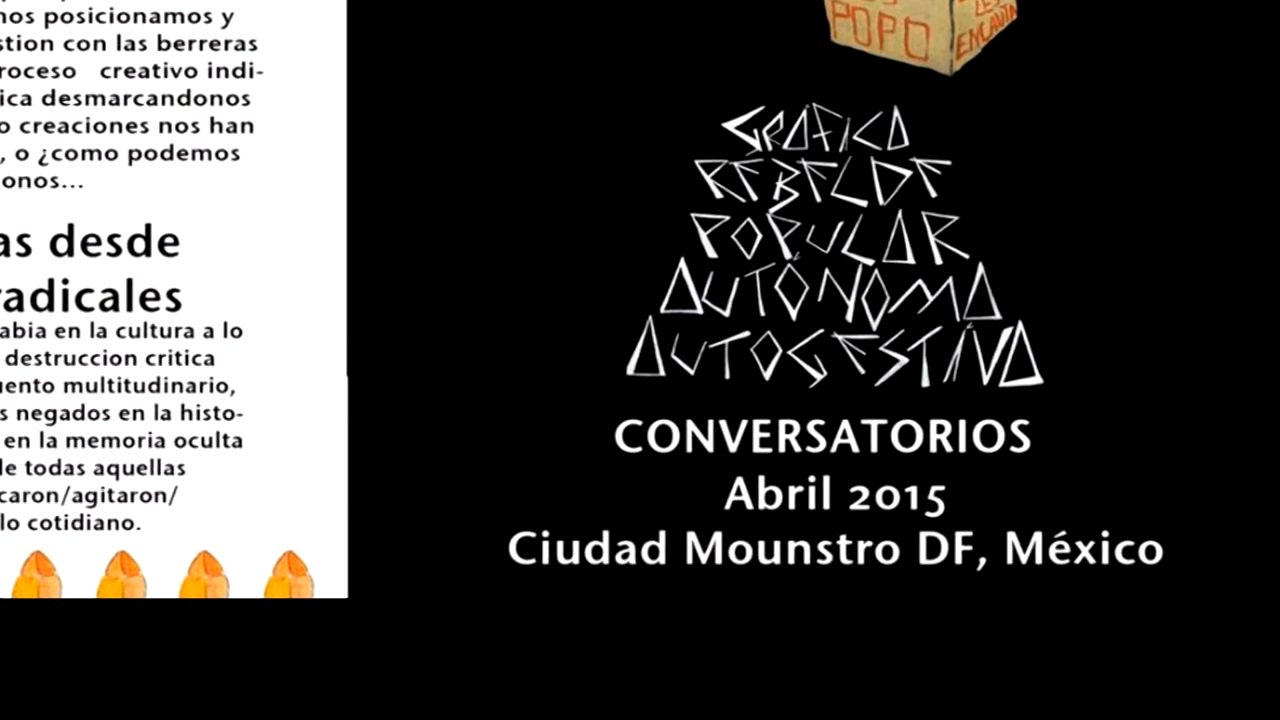 nos posicionamos y
stion con las berreras
roceso creativo indi-
ica desmarcandonos
o creaciones nos han
, o ¿como podemos
onos...
as desde
radicales
abia en la cultura a lo
destruccion critica
uento multitudinario,
s negados en la histo-
en la memoria oculta
de todas aquellas
caron/agitaron/
lo cotidiano.
POPO
GRÁFICA
REBELDE
POPULAR
AUTÓNOMA
AUTOGESTIVA
CONVERSATORIOS
Abril 2015
Ciudad Mounstro DF, México